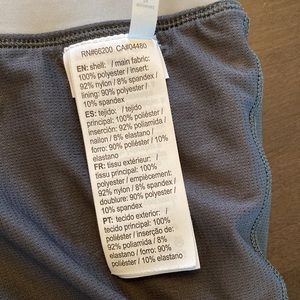 RN#66200 CA#04480
EN: shell: / main fabric:
100% polyester / insert:
92% nylon / 8% spandex /
lining: 90% polyester /
10% spandex
ES: tejido: / tejido
principal: 100% poliéster /
inserción: 92% poliamida /
nailon / 8% elastano /
forro: 90% poliéster / 10%
elastano
FR: tissu extérieur: /
tissu principal: 100%
polyester / empiècement:
92% nylon / 8% spandex /
doublure: 90% polyester /
10% spandex
PT: tecido exterior: /
tecido principal: 100%
poliéster / inserção de:
92% poliamida / 8%
elastano / forro: 90%
poliéster / 10% elastano